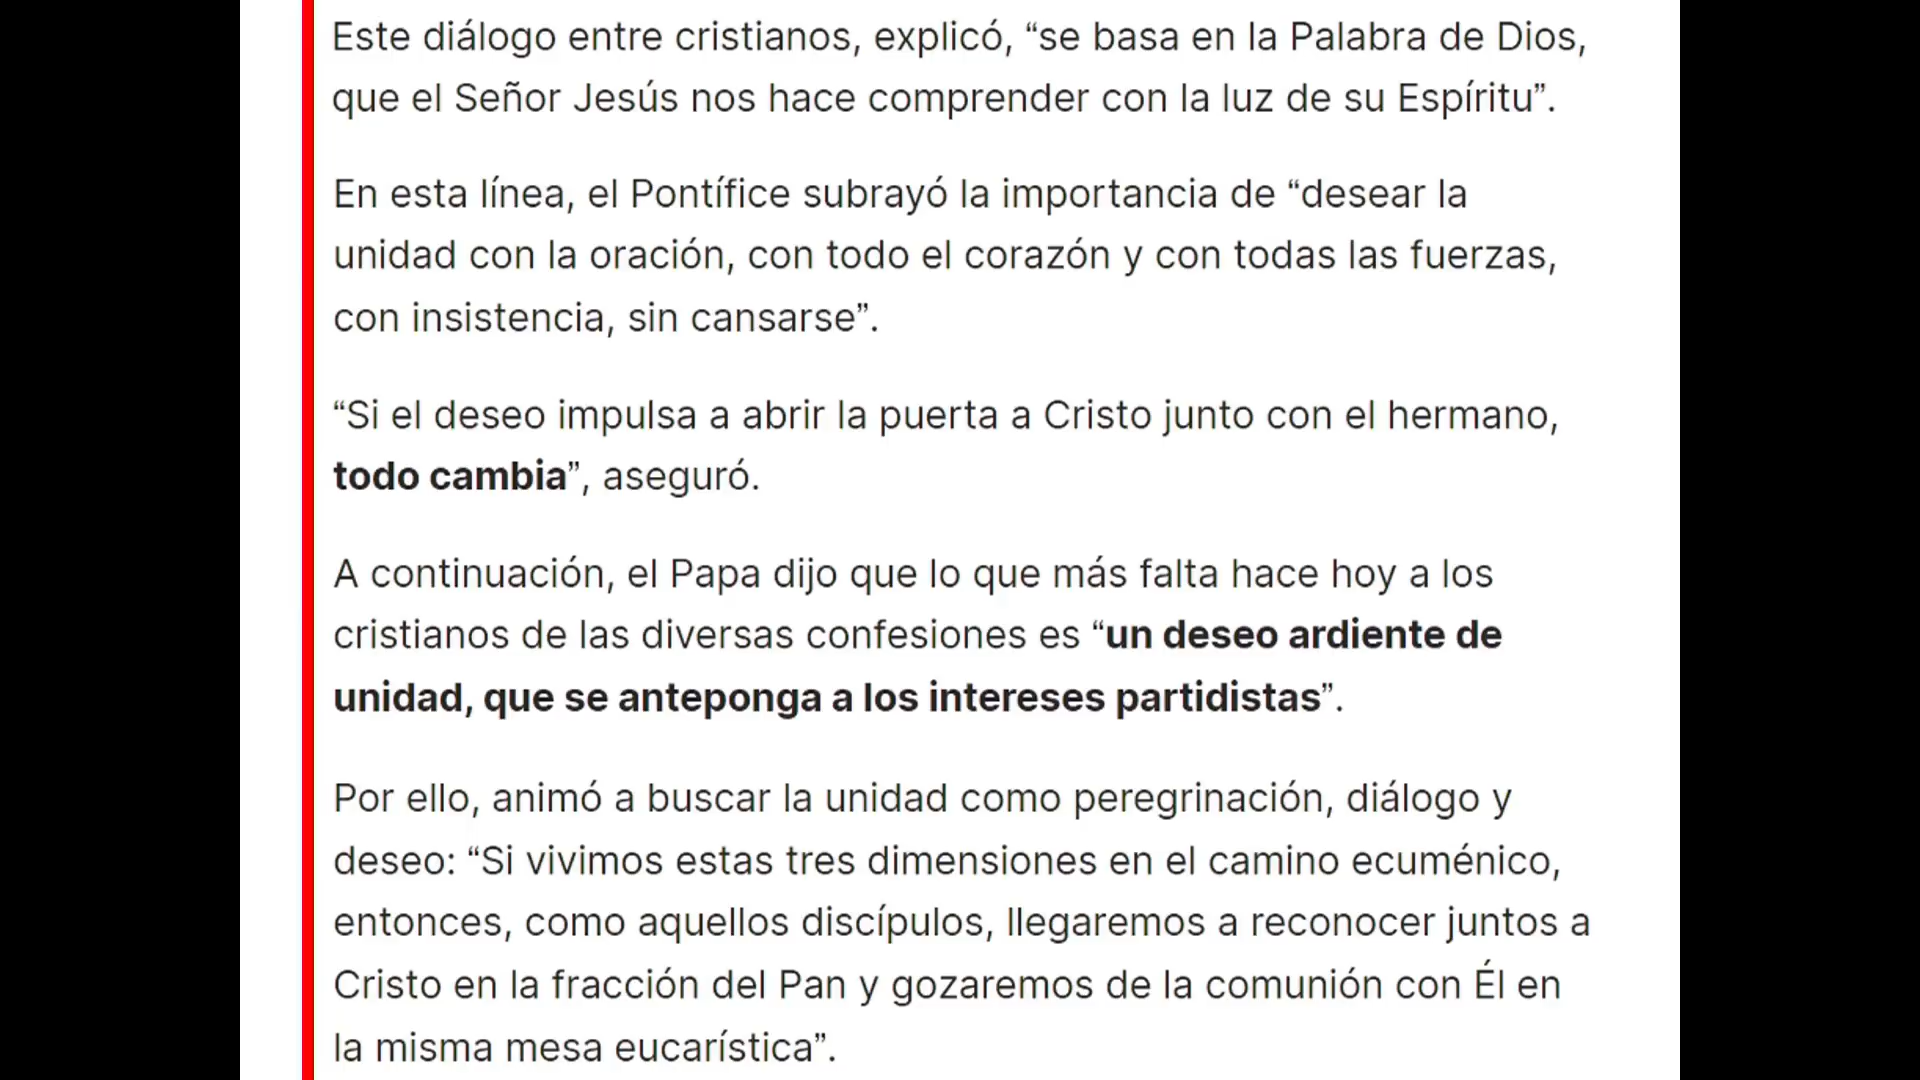 Este diálogo entre cristianos, explicó, “se basa en la Palabra de Dios,
que el Señor Jesús nos hace comprender con la luz de su Espíritu”.
En esta línea, el Pontífice subrayó la importancia de “desear la
unidad con la oración, con todo el corazón y con todas las fuerzas,
con insistencia, sin cansarse”.
“Si el deseo impulsa a abrir la puerta a Cristo junto con el hermano,
todo cambia”, aseguró.
A continuación, el Papa dijo que lo que más falta hace hoy a los
cristianos de las diversas confesiones es “un deseo ardiente de
unidad, que se anteponga a los intereses partidistas”.
Por ello, animó a buscar la unidad como peregrinación, diálogo y
deseo: “Si vivimos estas tres dimensiones en el camino ecuménico,
entonces, como aquellos discípulos, llegaremos a reconocer juntos a
Cristo en la fracción del Pan y gozaremos de la comunión con Él en
la misma mesa eucarística”.